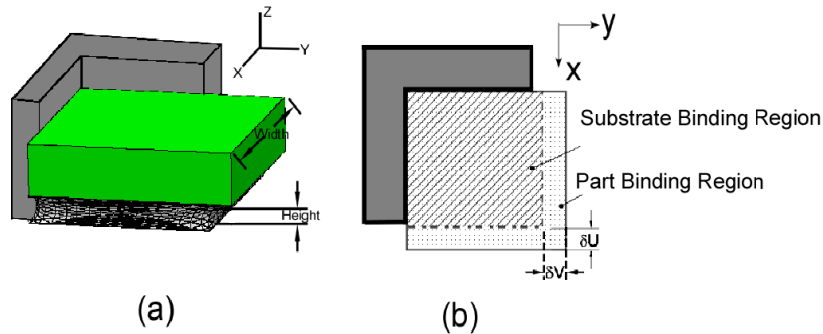 Z
Y
X
Width
Height
(a)
y
x
Substrate Binding Region
Part Binding Region
δU
δV
(b)